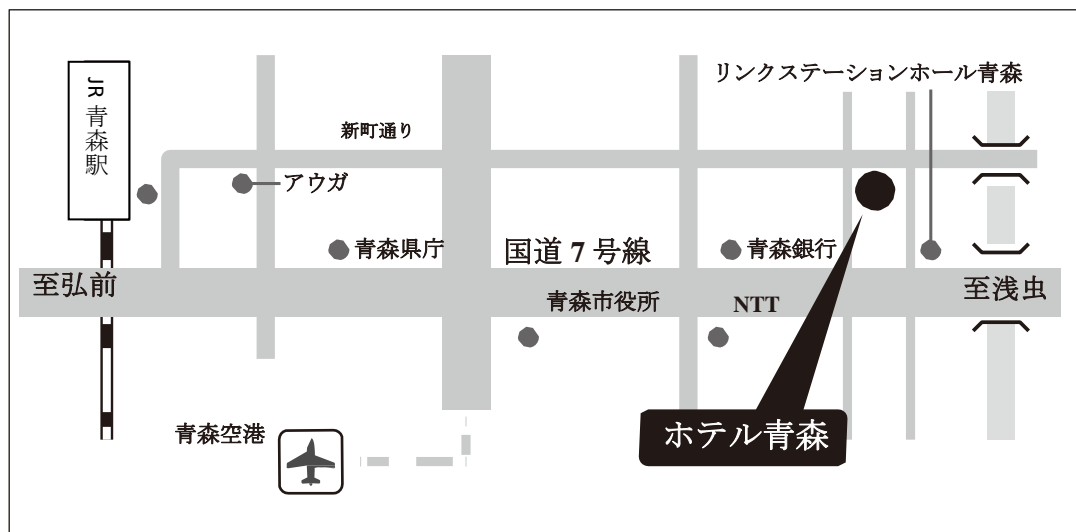 リンクステーションホール青森
JR青森駅
新町通り
アウガ
青森県庁
国道7号線
青森銀行
至弘前
至浅虫
青森市役所
NTT
青森空港
ホテル青森